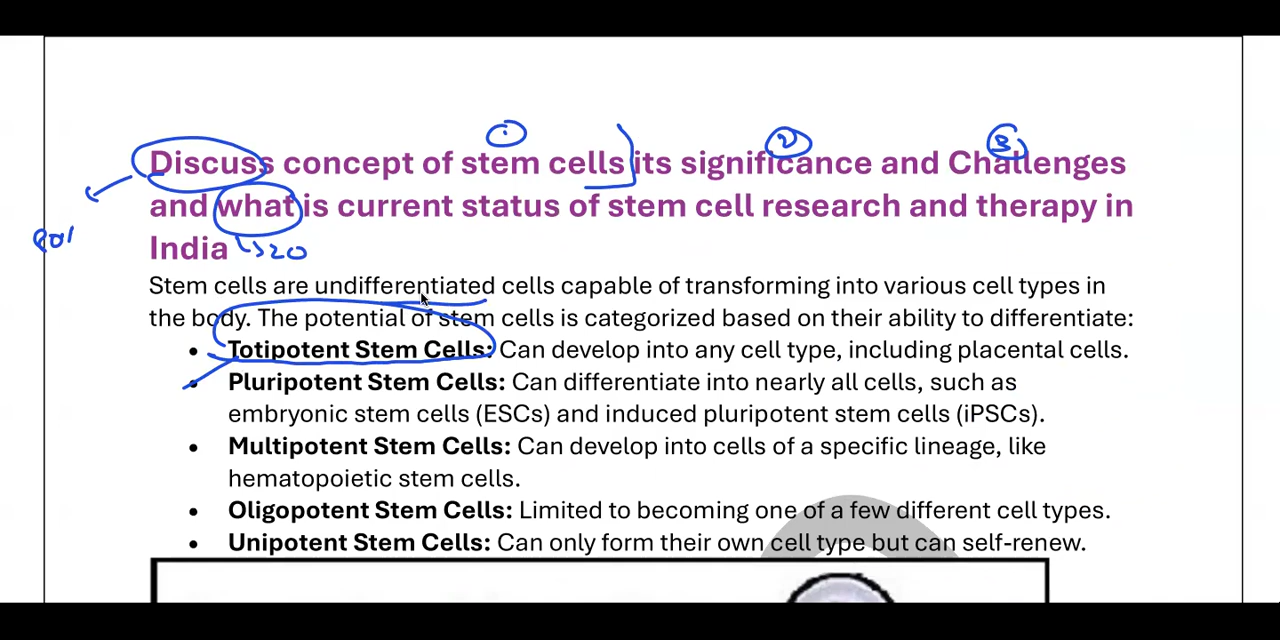 ① ② ③
Discuss concept of stem cells its significance and Challenges
and what is current status of stem cell research and therapy in
India
80%
↳20
Stem cells are undifferentiated cells capable of transforming into various cell types in
the body. The potential of stem cells is categorized based on their ability to differentiate:
• Totipotent Stem Cells: Can develop into any cell type, including placental cells.
• Pluripotent Stem Cells: Can differentiate into nearly all cells, such as
embryonic stem cells (ESCs) and induced pluripotent stem cells (iPSCs).
• Multipotent Stem Cells: Can develop into cells of a specific lineage, like
hematopoietic stem cells.
• Oligopotent Stem Cells: Limited to becoming one of a few different cell types.
• Unipotent Stem Cells: Can only form their own cell type but can self-renew.